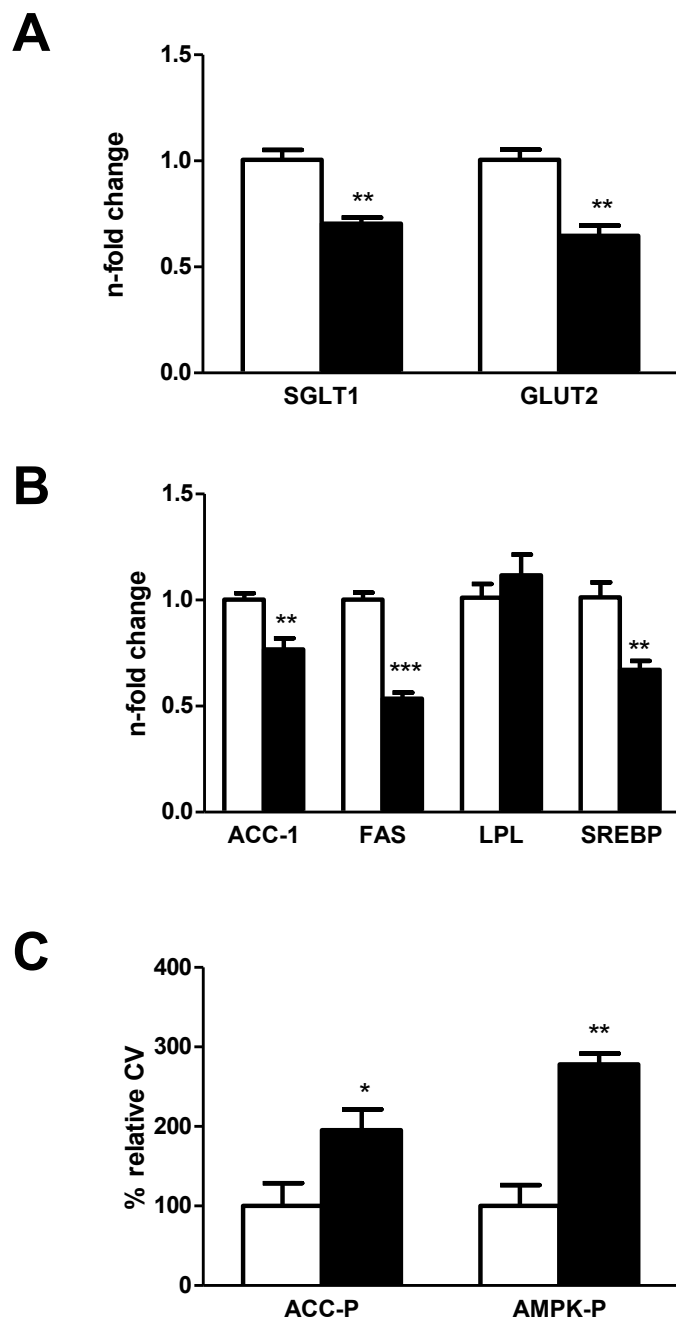 A
1.5
1.0
0.5
0.0
n-fold change
**
**
SGLT1 GLUT2
B
1.5
1.0
0.5
0.0
n-fold change
**
***
**
ACC-1 FAS LPL SREBP
C
400
300
200
100
0
% relative CV
*
**
ACC-P AMPK-P